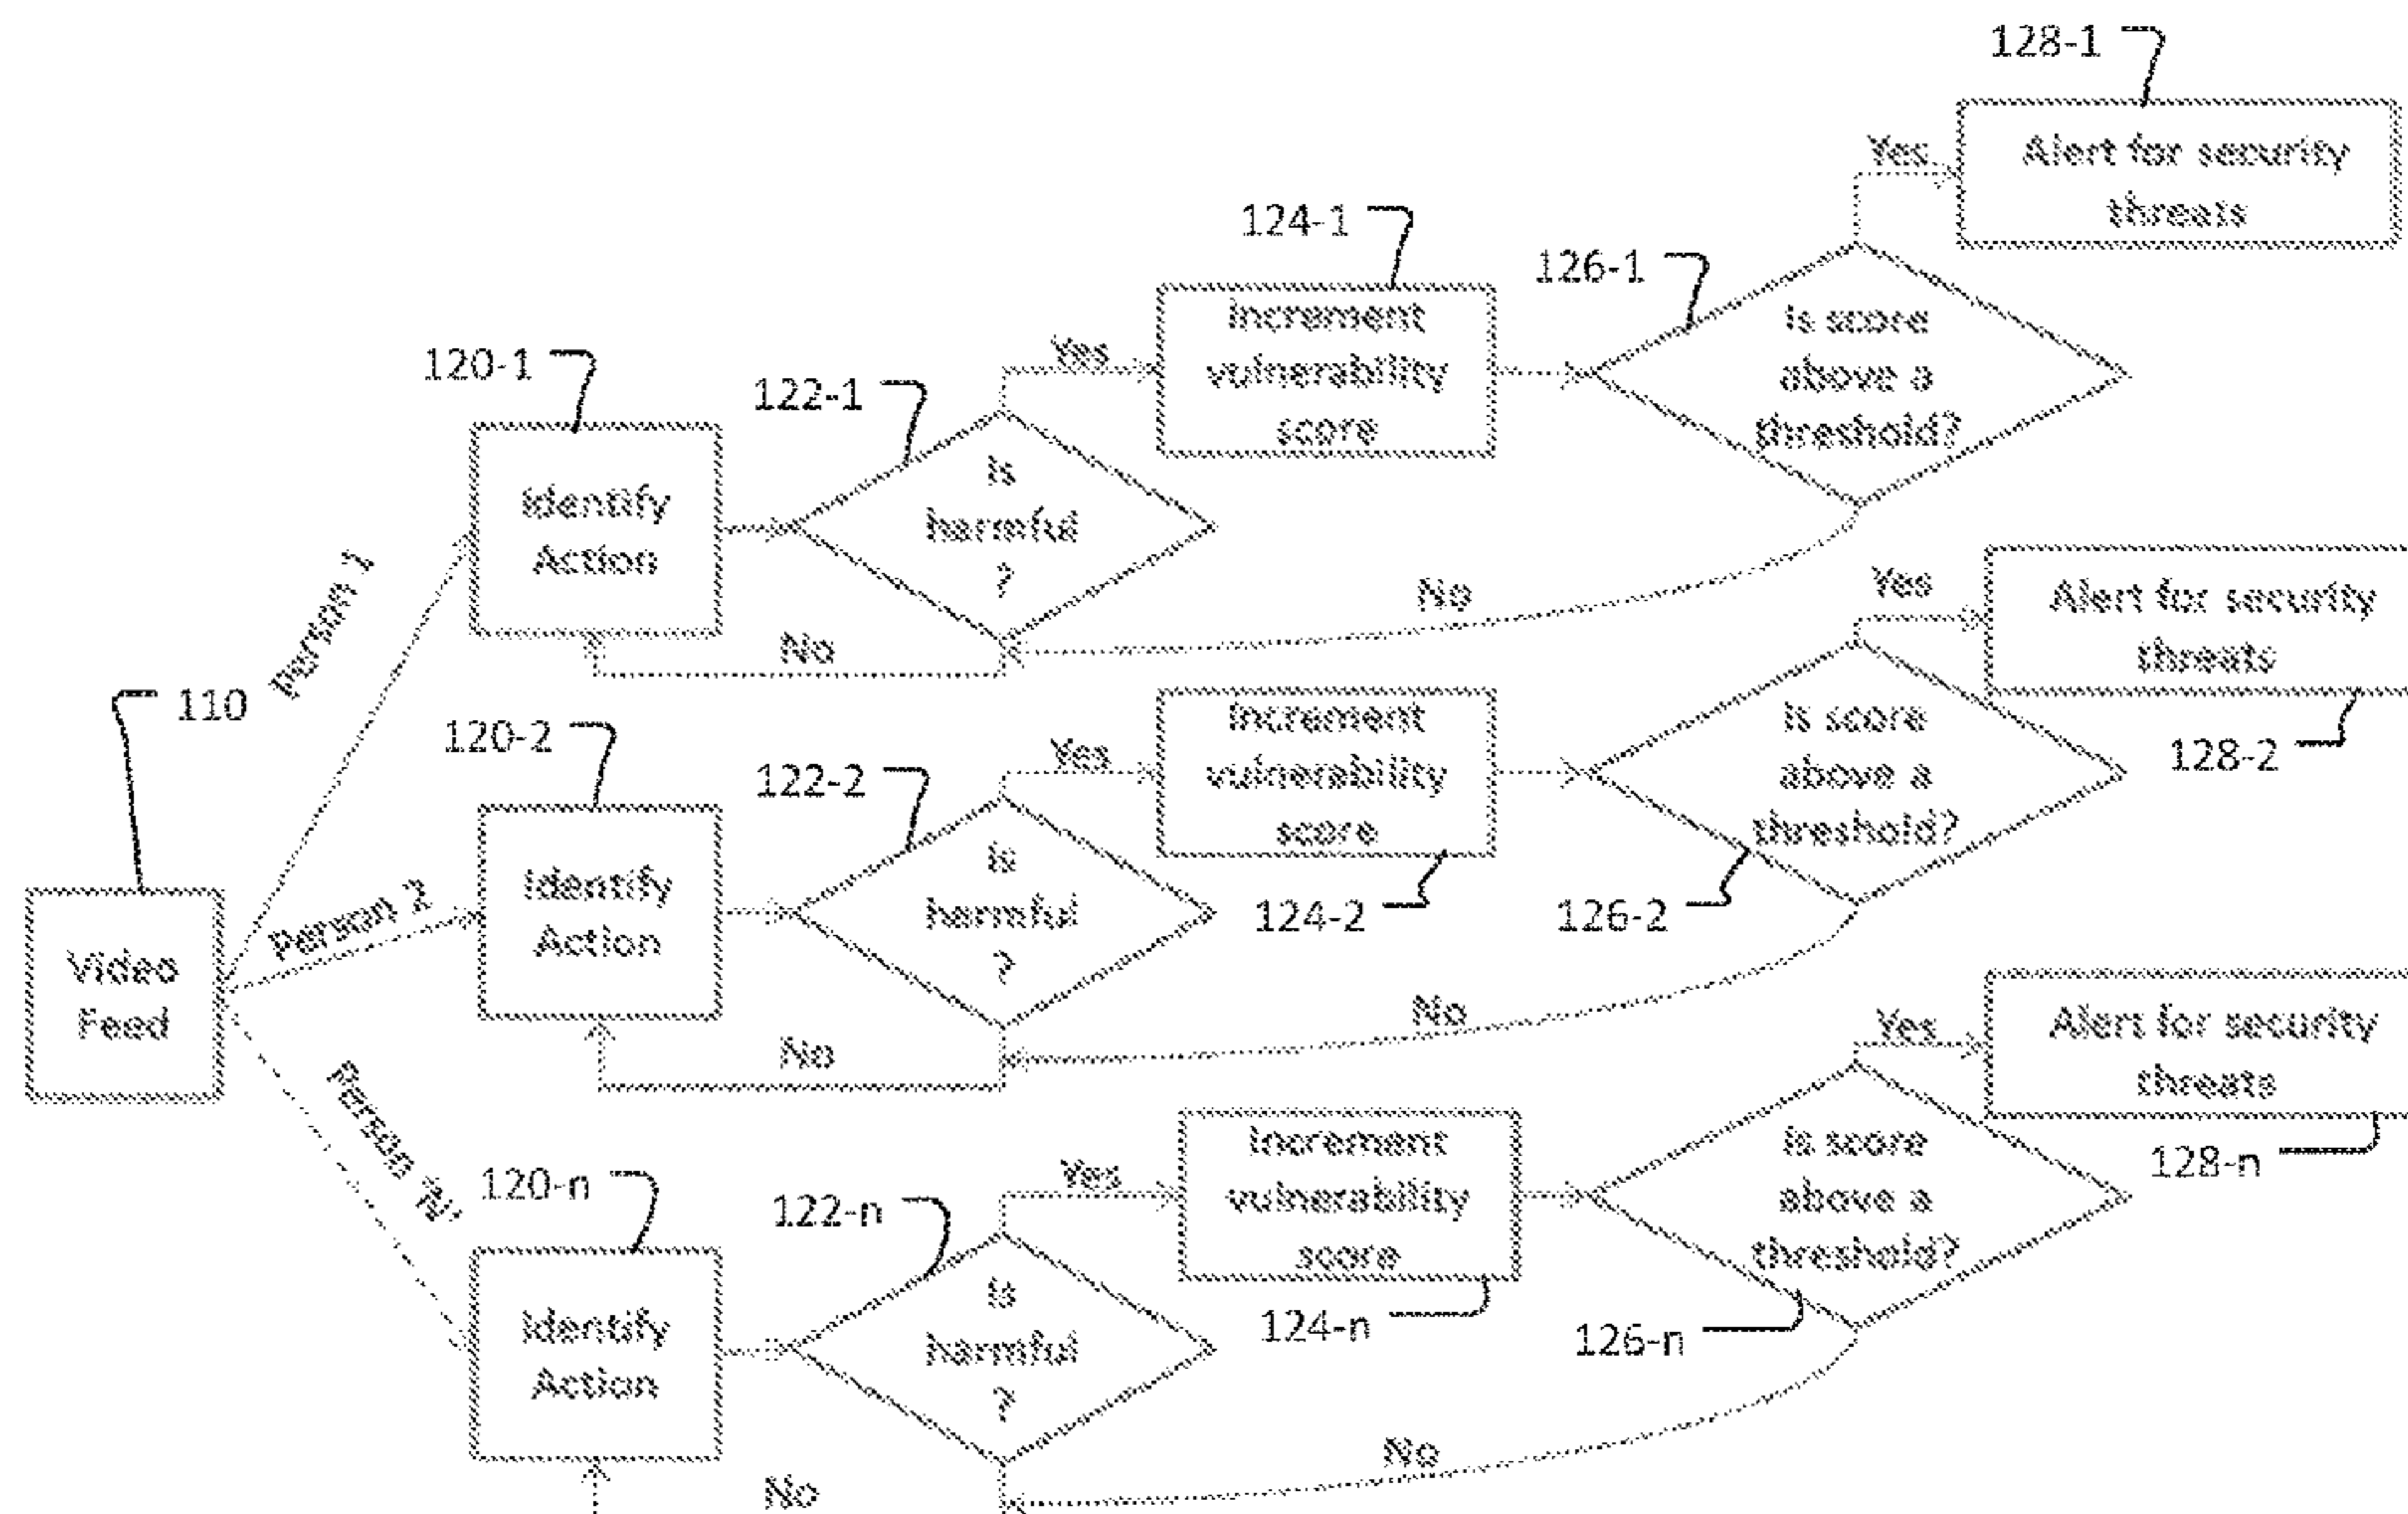 128-1
Yes
Alert for security
threats
124-1
126-1
Increment
vulnerability
score
Is score
above a
threshold?
120-1
122-1
Yes
Identify
Action
Is
harmful
?
No
No
Person 1
110
Yes
Alert for security
threats
128-2
120-2
122-2
Yes
Increment
vulnerability
score
Is score
above a
threshold?
124-2
126-2
Person 2
Identify
Action
Is
harmful
?
No
No
Video
Feed
Person 'N'
Yes
Alert for security
threats
128-n
120-n
122-n
Yes
Increment
vulnerability
score
Is score
above a
threshold?
124-n
126-n
Identify
Action
Is
harmful
?
No
No